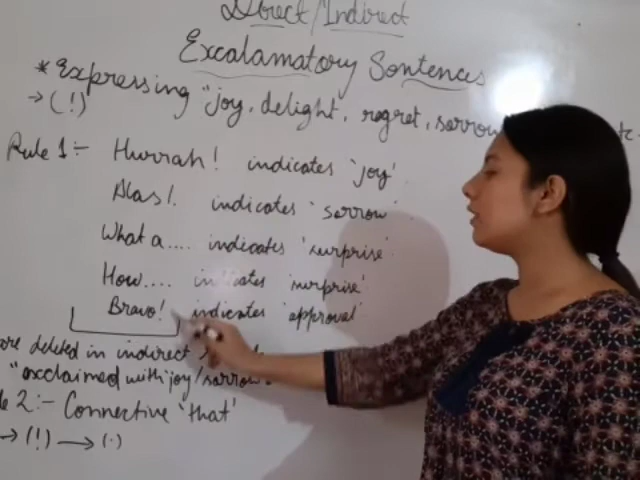 Direct/Indirect
Excalamatory Sentences
* Expressing "joy, delight, regret, sorrow
→ (!)
Rule 1:- Hurrah! indicates 'joy'
Alas!. indicates 'sorrow'
What a .... indicates 'surprise'
How.... indicates 'surprise'
Bravo! indicates 'approval'
are deleted in indirect
"exclaimed with joy/sorrow".
2:- Connective 'that'
→ (!) → (.)